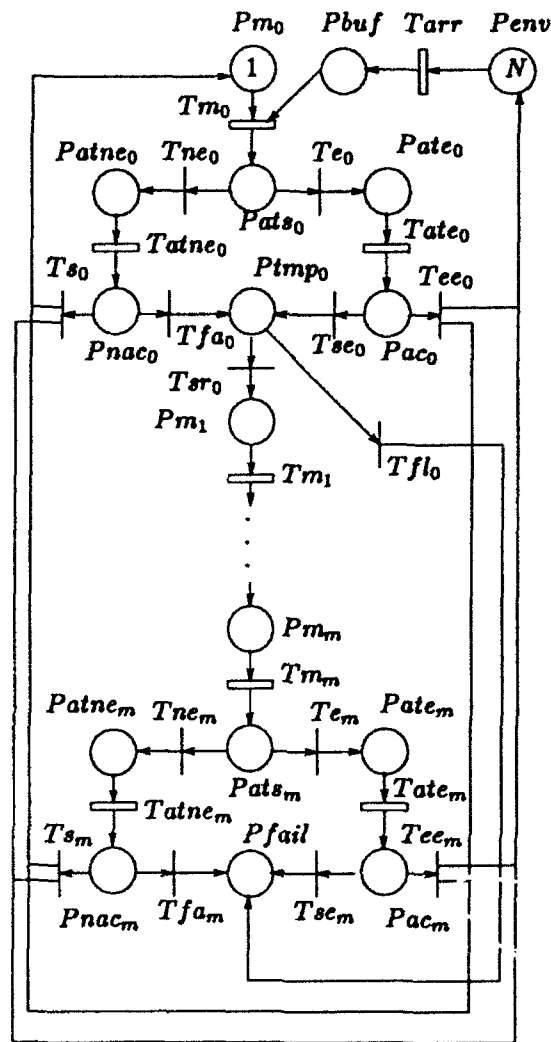 Pm₀ Pbuf Tarr Penv
1 N
Tm₀
Patne₀ Tne₀ Te₀ Pate₀
Pats₀
Tatne₀ Tate₀
Ts₀ Ptmp₀ Tee₀
Pnac₀ Tfa₀ Tse₀ Pac₀
Tsr₀
Pm₁
Tfl₀
Tm₁
Pmₘ
Tmₘ
Patneₘ Tneₘ Teₘ Pateₘ
Patsₘ
Tatneₘ Tateₘ
Tsₘ Pfail Teeₘ
Pnacₘ Tfaₘ Tseₘ Pacₘ